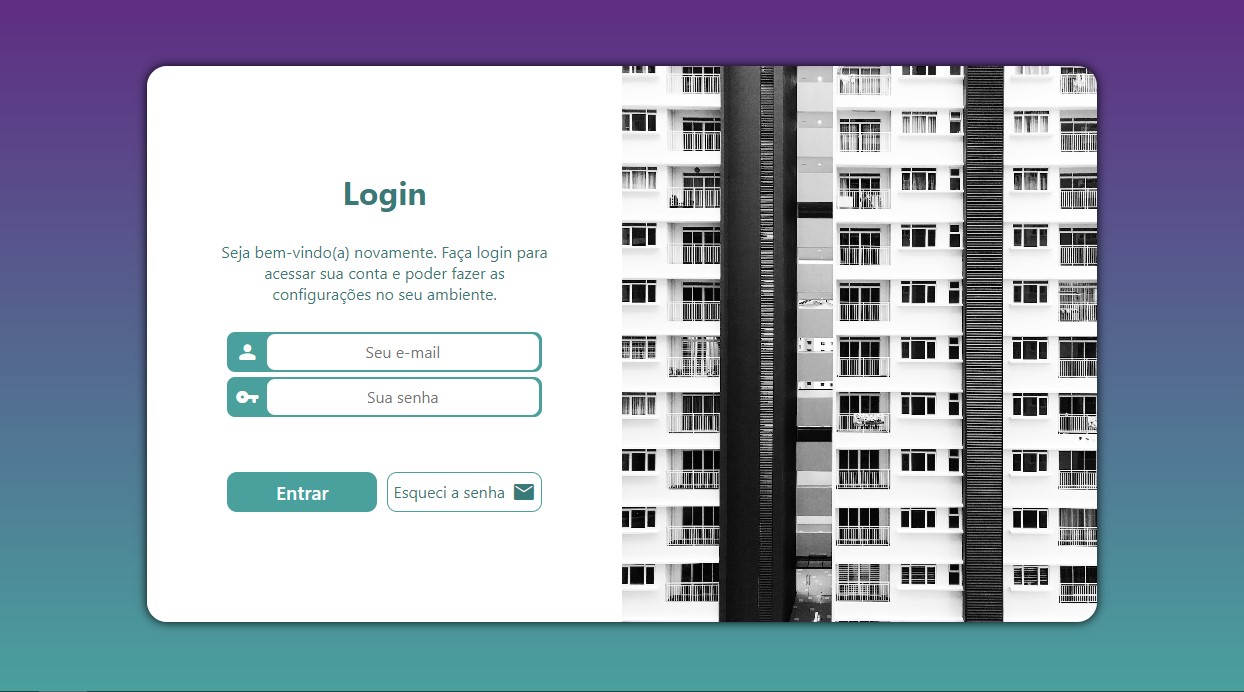 Login
Seja bem-vindo(a) novamente. Faça login para
acessar sua conta e poder fazer as
configurações no seu ambiente.
Seu e-mail
Sua senha
Entrar
Esqueci a senha